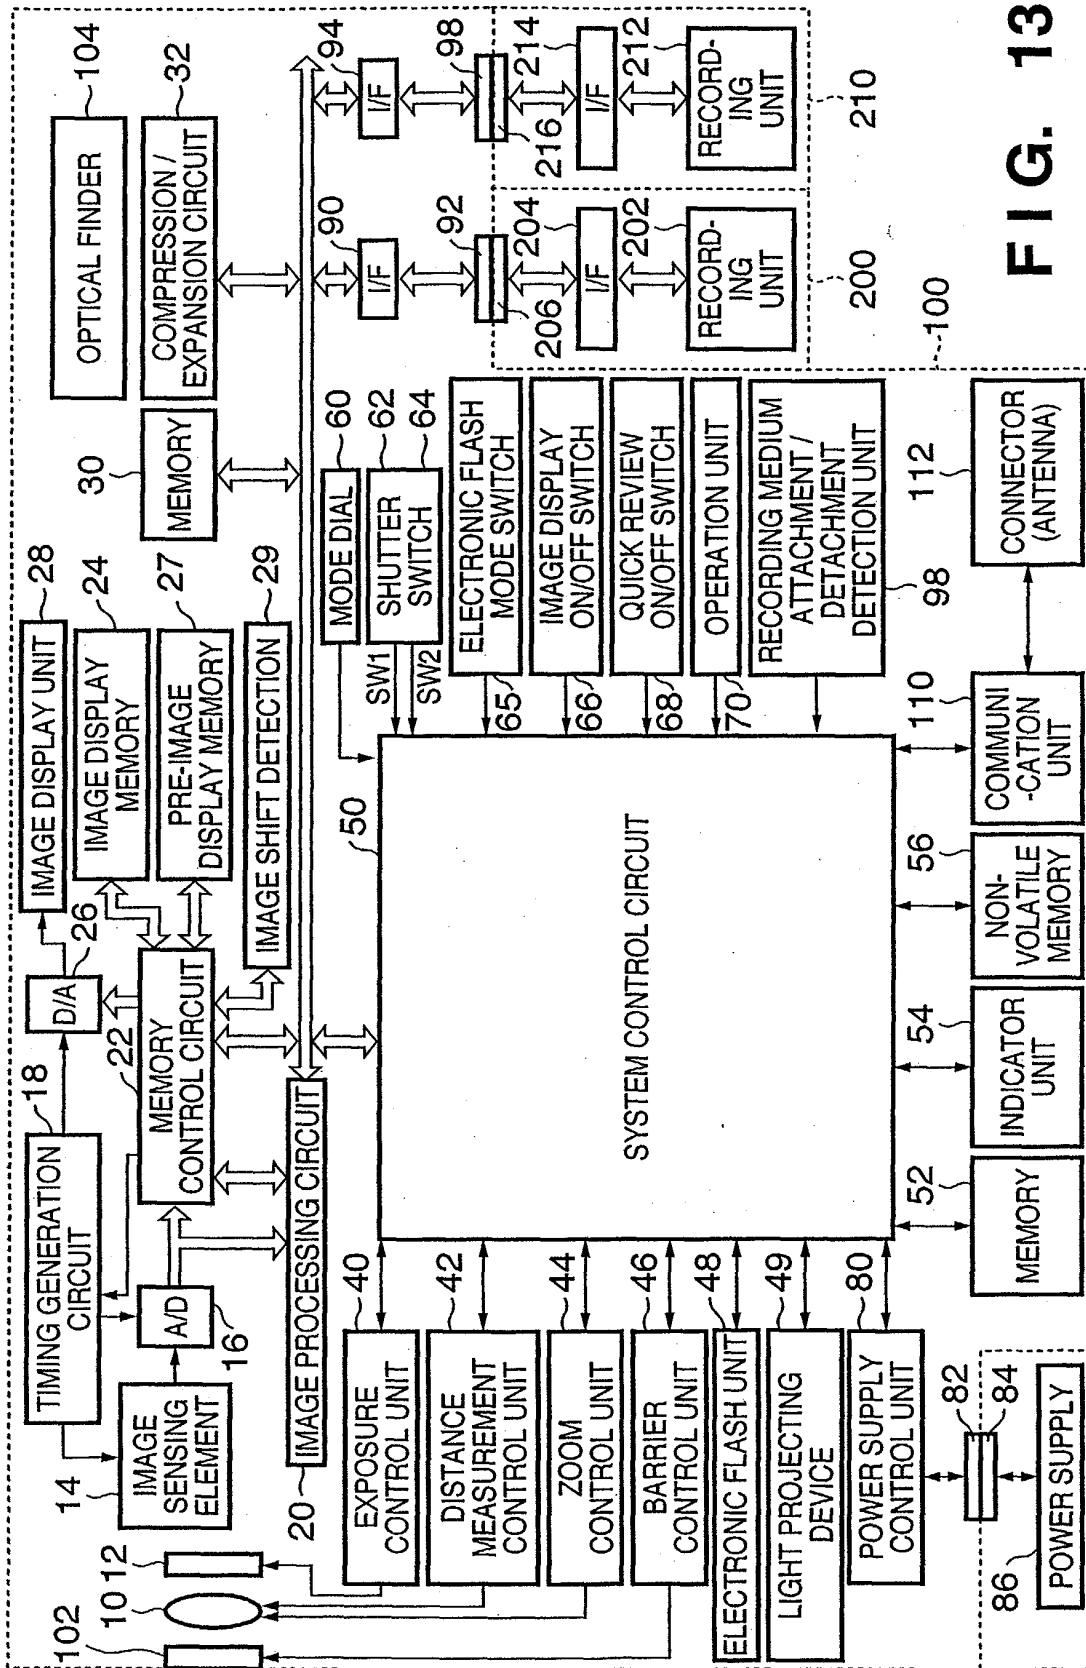 102
10
12
14
IMAGE
SENSING
ELEMENT
TIMING GENERATION
CIRCUIT
18
A/D
16
D/A
26
22
MEMORY
CONTROL CIRCUIT
20
IMAGE PROCESSING CIRCUIT
IMAGE DISPLAY UNIT
28
IMAGE DISPLAY
MEMORY
24
PRE-IMAGE
DISPLAY MEMORY
27
IMAGE SHIFT DETECTION
29
30
MEMORY
OPTICAL FINDER
104
COMPRESSION /
EXPANSION CIRCUIT
32
EXPOSURE
CONTROL UNIT
40
DISTANCE
MEASUREMENT
CONTROL UNIT
42
ZOOM
CONTROL UNIT
44
BARRIER
CONTROL UNIT
46
ELECTRONIC FLASH UNIT
48
LIGHT PROJECTING
DEVICE
49
POWER SUPPLY
CONTROL UNIT
80
82
84
86
POWER SUPPLY
50
SYSTEM CONTROL CIRCUIT
MODE DIAL
60
SW1
SW2
SHUTTER
SWITCH
62
64
65
ELECTRONIC FLASH
MODE SWITCH
66
IMAGE DISPLAY
ON/OFF SWITCH
68
QUICK REVIEW
ON/OFF SWITCH
70
OPERATION UNIT
RECORDING MEDIUM
ATTACHMENT /
DETACHMENT
DETECTION UNIT
98
90
I/F
94
I/F
92
206
98
216
204
I/F
214
I/F
202
RECORD-
ING
UNIT
212
RECORD-
ING
UNIT
200
210
100
52
MEMORY
54
INDICATOR
UNIT
56
NON-
VOLATILE
MEMORY
110
COMMUNI
-CATION
UNIT
112
CONNECTOR
(ANTENNA)
FIG. 13